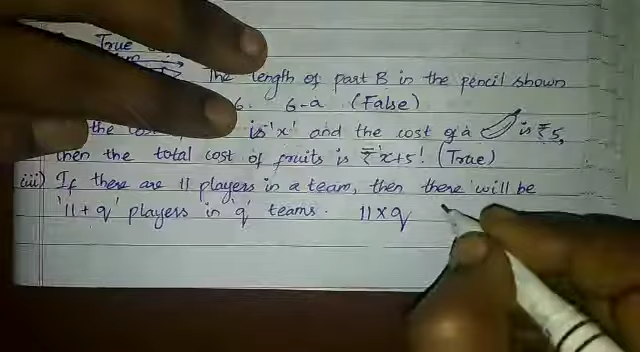 True
The length of part B in the pencil shown
6. 6-a (False)
the is 'x' and the cost of a is ₹5,
then the total cost of fruits is ₹'x+5! (True)
iii) If there are 11 players in a team, then there will be
'11+q' players in 'q' teams. 11×q